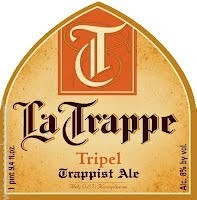 T
La Trappe
Tripel
Trappist Ale
1 pint 9.4 fl.oz.
Alc. 8% by vol.